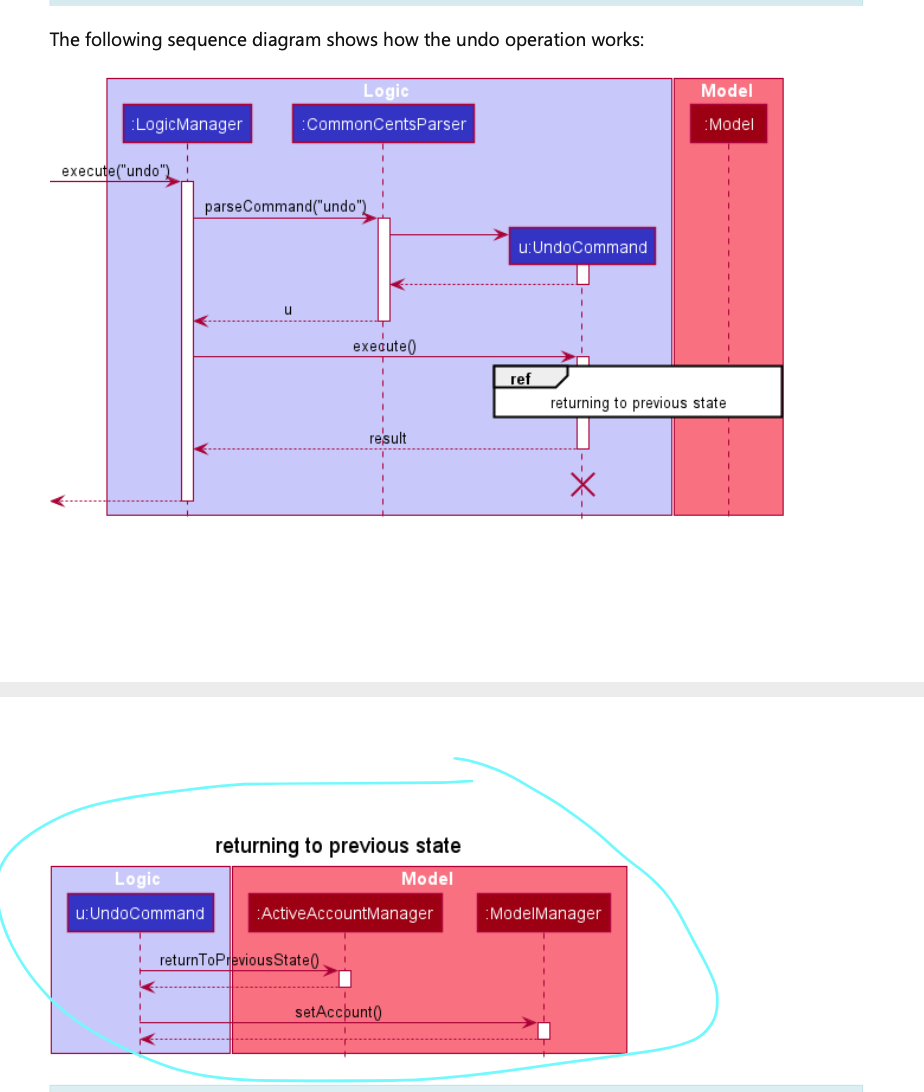 The following sequence diagram shows how the undo operation works:
Logic
Model
:LogicManager
:CommonCentsParser
:Model
execute("undo")
parseCommand("undo")
u:UndoCommand
u
execute()
ref
returning to previous state
result
returning to previous state
Logic
Model
u:UndoCommand
:ActiveAccountManager
:ModelManager
returnToPreviousState()
setAccount()